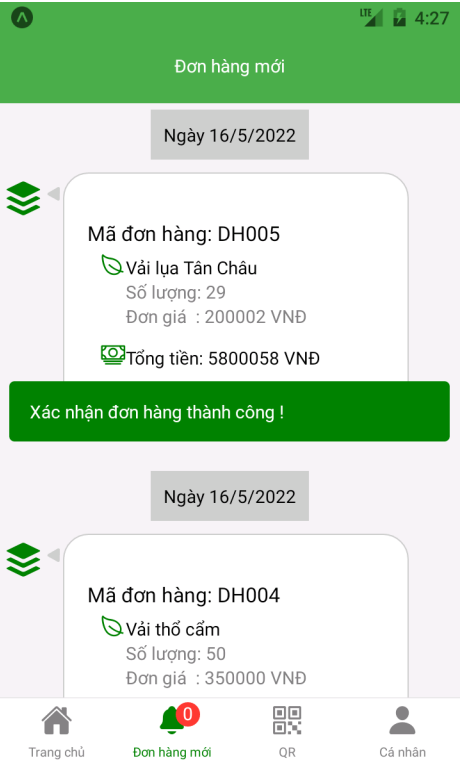 LTE 4:27
Đơn hàng mới
Ngày 16/5/2022
Mã đơn hàng: DH005
Vải lụa Tân Châu
Số lượng: 29
Đơn giá : 200002 VNĐ
Tổng tiền: 5800058 VNĐ
Xác nhận đơn hàng thành công !
Ngày 16/5/2022
Mã đơn hàng: DH004
Vải thổ cẩm
Số lượng: 50
Đơn giá : 350000 VNĐ
0
Trang chủ Đơn hàng mới QR Cá nhân